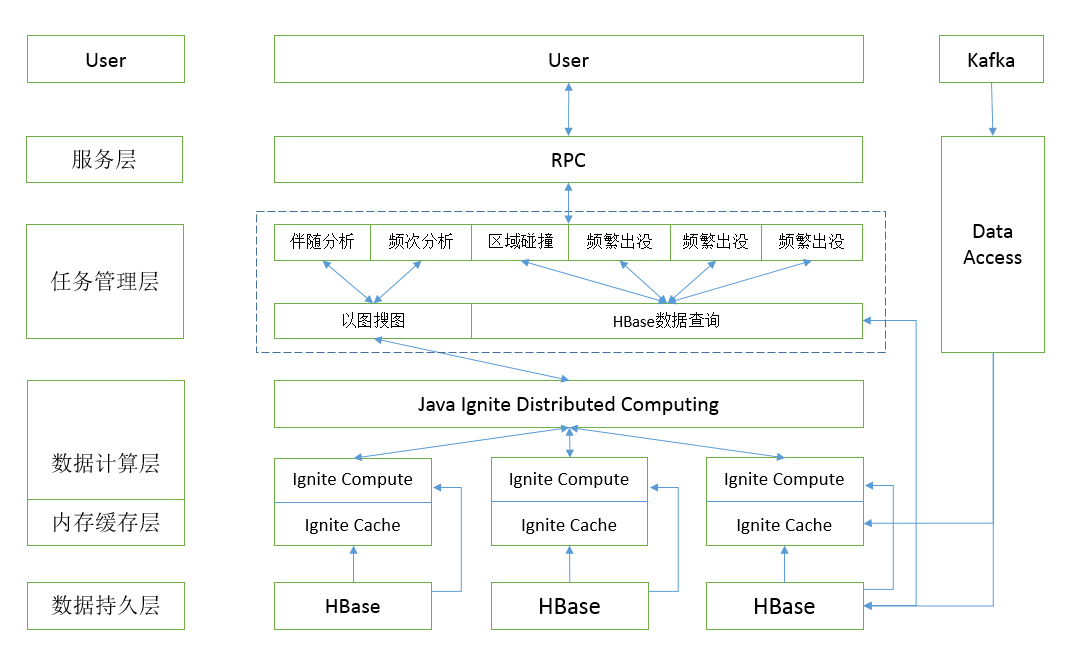 User
User
Kafka
服务层
RPC
任务管理层
伴随分析
频次分析
区域碰撞
频繁出没
频繁出没
频繁出没
Data
Access
以图搜图
HBase数据查询
Java Ignite Distributed Computing
数据计算层
Ignite Compute
Ignite Compute
Ignite Compute
内存缓存层
Ignite Cache
Ignite Cache
Ignite Cache
数据持久层
HBase
HBase
HBase